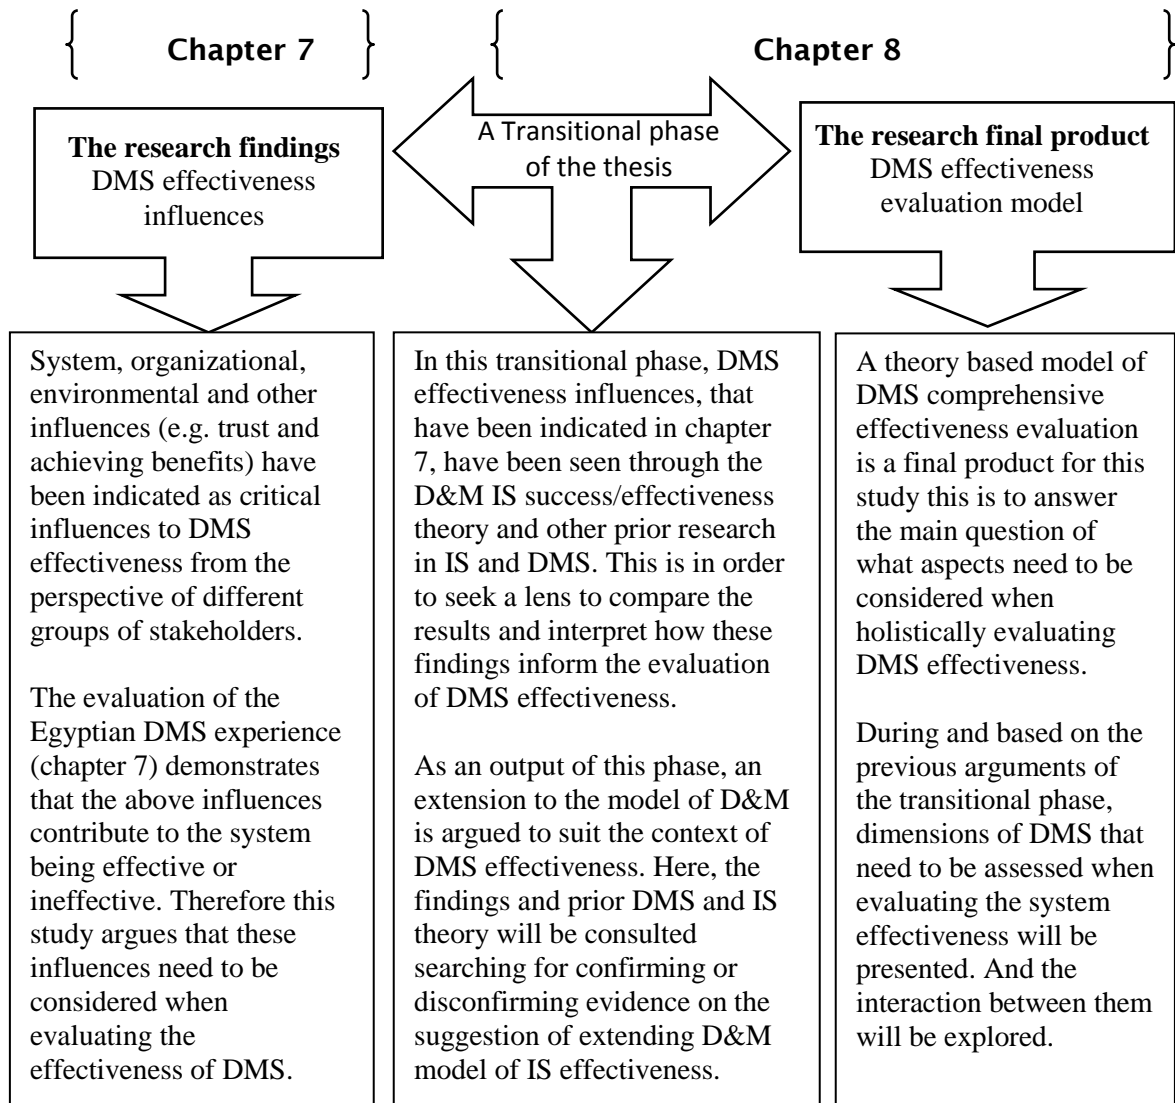 Chapter 7
Chapter 8
The research findings
DMS effectiveness
influences
A Transitional phase
of the thesis
The research final product
DMS effectiveness
evaluation model
System, organizational,
environmental and other
influences (e.g. trust and
achieving benefits) have
been indicated as critical
influences to DMS
effectiveness from the
perspective of different
groups of stakeholders.
The evaluation of the
Egyptian DMS experience
(chapter 7) demonstrates
that the above influences
contribute to the system
being effective or
ineffective. Therefore this
study argues that these
influences need to be
considered when
evaluating the
effectiveness of DMS.
In this transitional phase, DMS
effectiveness influences, that
have been indicated in chapter
7, have been seen through the
D&M IS success/effectiveness
theory and other prior research
in IS and DMS. This is in order
to seek a lens to compare the
results and interpret how these
findings inform the evaluation
of DMS effectiveness.
As an output of this phase, an
extension to the model of D&M
is argued to suit the context of
DMS effectiveness. Here, the
findings and prior DMS and IS
theory will be consulted
searching for confirming or
disconfirming evidence on the
suggestion of extending D&M
model of IS effectiveness.
A theory based model of
DMS comprehensive
effectiveness evaluation
is a final product for this
study this is to answer
the main question of
what aspects need to be
considered when
holistically evaluating
DMS effectiveness.
During and based on the
previous arguments of
the transitional phase,
dimensions of DMS that
need to be assessed when
evaluating the system
effectiveness will be
presented. And the
interaction between them
will be explored.